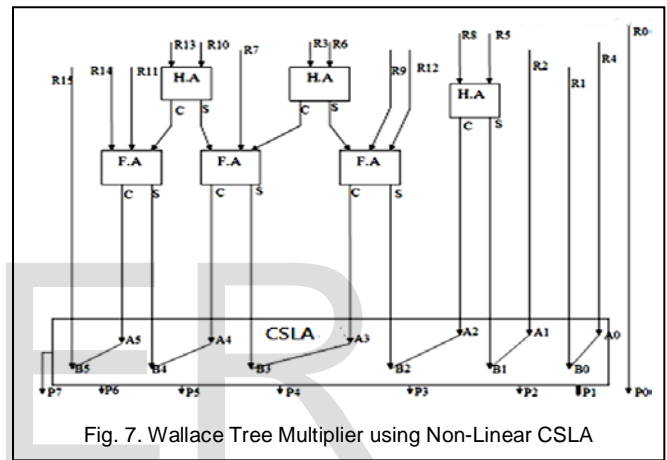 R13 R10 R7 R3 R6 R8 R5 R0
R15 R14 R11 H.A H.A R9 R12 H.A R2 R1 R4
C S C S C S
F.A F.A F.A
C S C S C S
CSLA
A5 A4 A3 A2 A1 A0
B5 B4 B3 B2 B1 B0
P7 P6 P5 P4 P3 P2 P1 P0
ER
Fig. 7. Wallace Tree Multiplier using Non-Linear CSLA